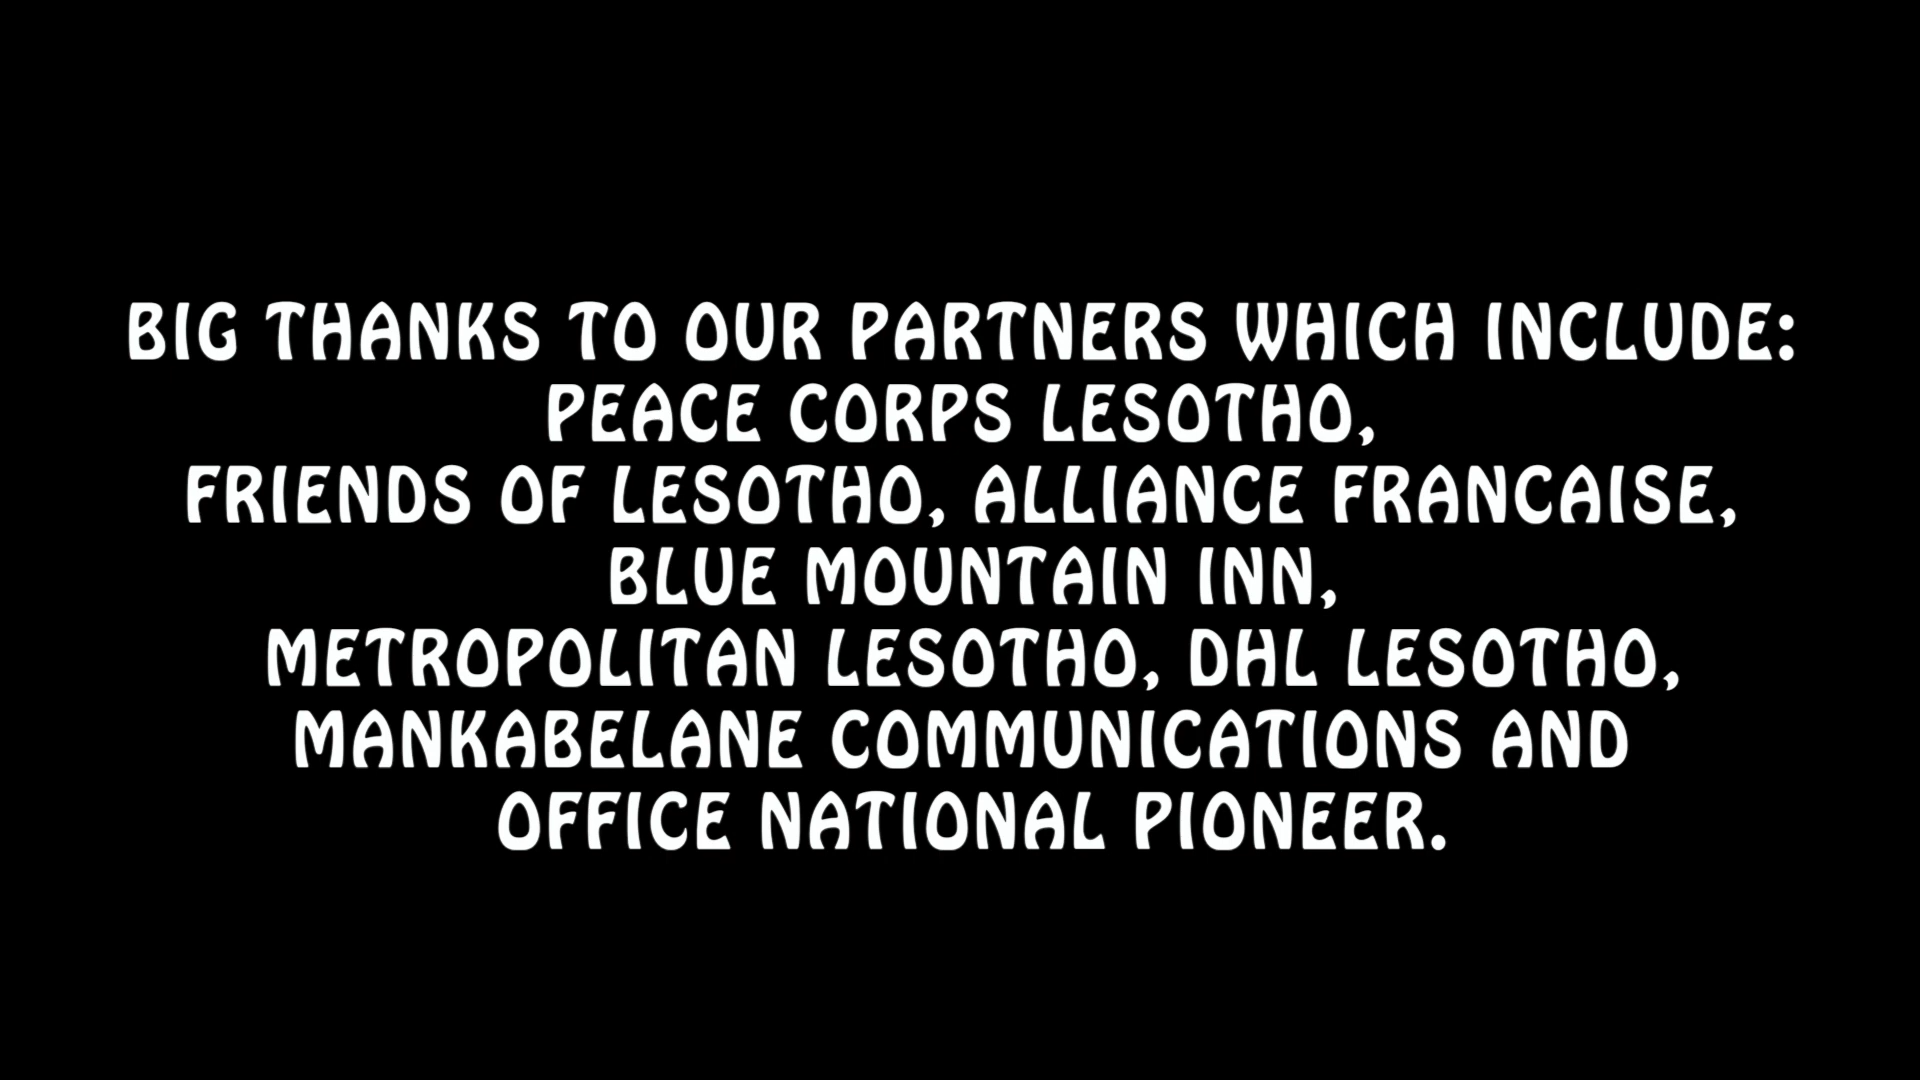 BIG THANKS TO OUR PARTNERS WHICH INCLUDE:
PEACE CORPS LESOTHO,
FRIENDS OF LESOTHO, ALLIANCE FRANCAISE,
BLUE MOUNTAIN INN,
METROPOLITAN LESOTHO, DHL LESOTHO,
MANKABELANE COMMUNICATIONS AND
OFFICE NATIONAL PIONEER.